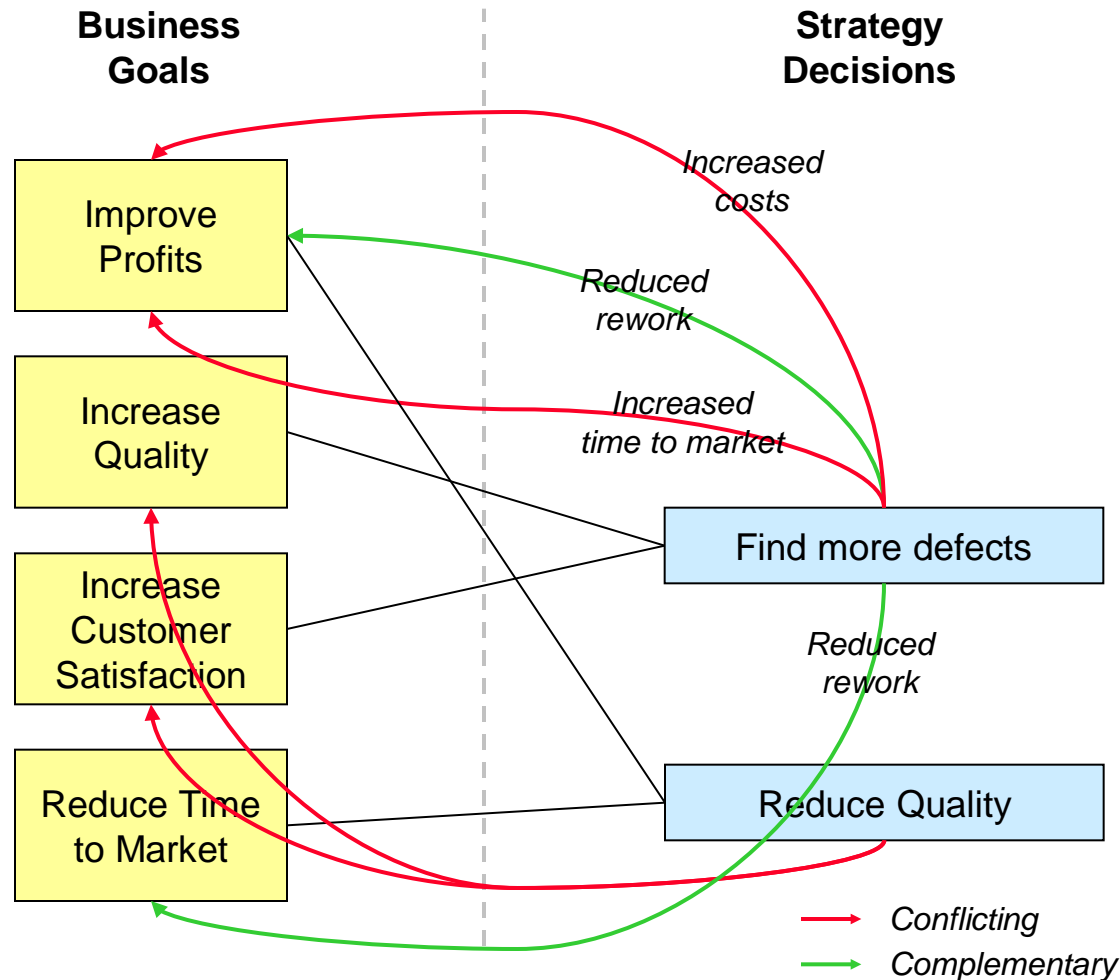 Business
Goals
Strategy
Decisions
Improve
Profits
Increase
Quality
Increase
Customer
Satisfaction
Reduce Time
to Market
Increased
costs
Reduced
rework
Increased
time to market
Find more defects
Reduced
rework
Reduce Quality
Conflicting
Complementary